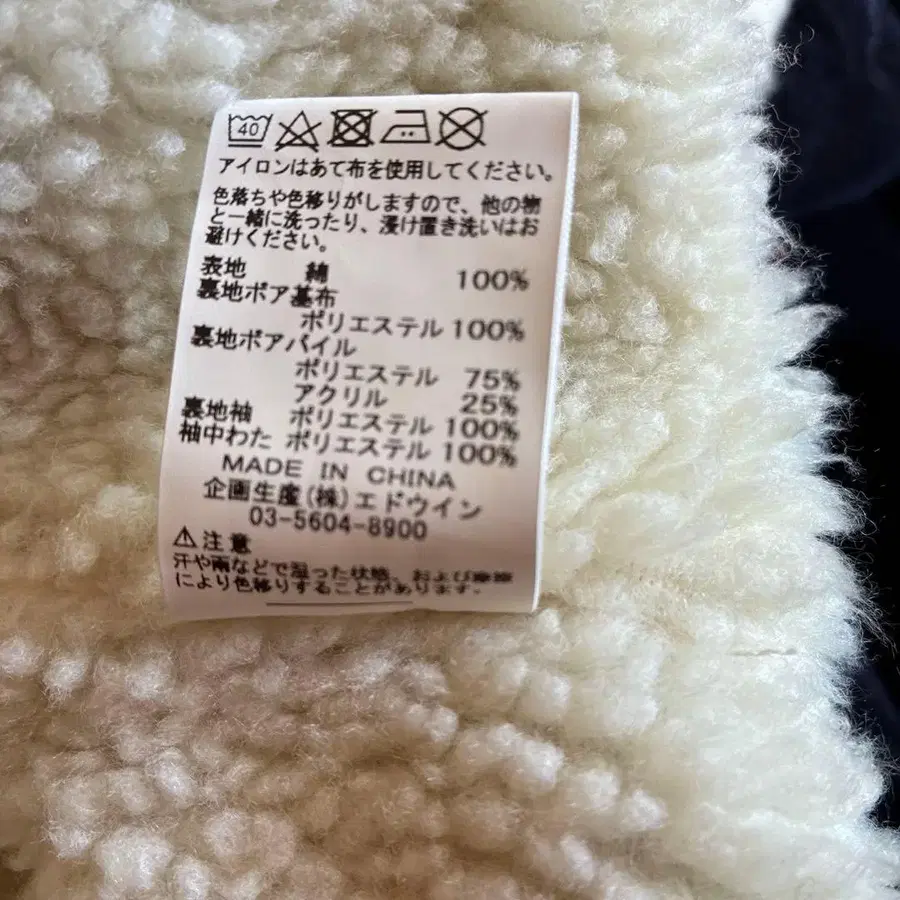 40
アイロンはあて布を使用してください。
色落ちや色移りがしますので、他の物
と一緒に洗ったり、浸け置き洗いはお
避けください。
表地 綿 100%
裏地ボア基布
ポリエステル 100%
裏地ボアパイル
ポリエステル 75%
アクリル 25%
裏地袖 ポリエステル 100%
袖中わた ポリエステル 100%
MADE IN CHINA
企画生産(株)エドウイン
03-5604-8900
⚠注意
汗や雨などで湿った状態、および
により色移りすることがあります。